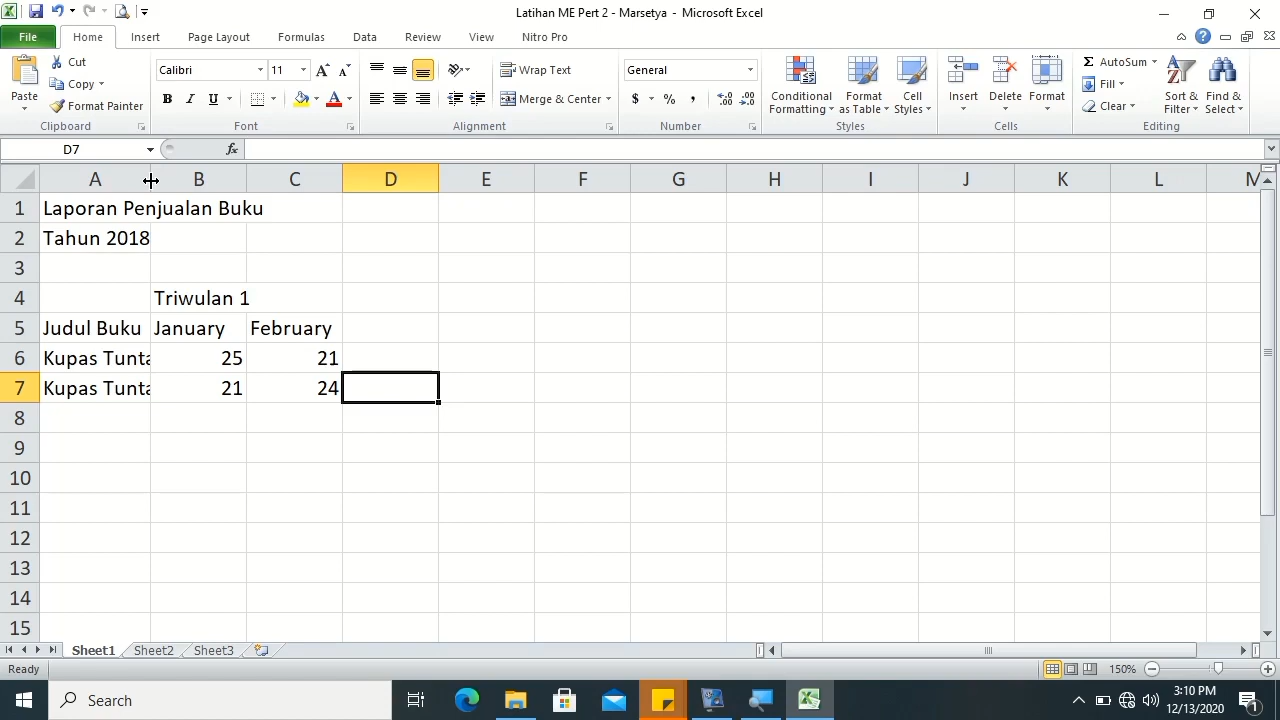 Latihan ME Pert 2 - Marsetya - Microsoft Excel
File Home Insert Page Layout Formulas Data Review View Nitro Pro
Paste Cut Copy Format Painter
Calibri 11
B I U A A A
Wrap Text
Merge & Center
General
$ % ,
Conditional Formatting Format as Table Cell Styles
Insert Delete Format
Σ AutoSum Fill Clear
Sort & Filter Find & Select
Clipboard Font Alignment Number Styles Cells Editing
D7 fx
A B C D E F G H I J K L M
1 Laporan Penjualan Buku
2 Tahun 2018
3
4 Triwulan 1
5 Judul Buku January February
6 Kupas Tunta 25 21
7 Kupas Tunta 21 24
8
9
10
11
12
13
14
15
Sheet1 Sheet2 Sheet3
Ready 150%
Search 3:10 PM
12/13/2020 1